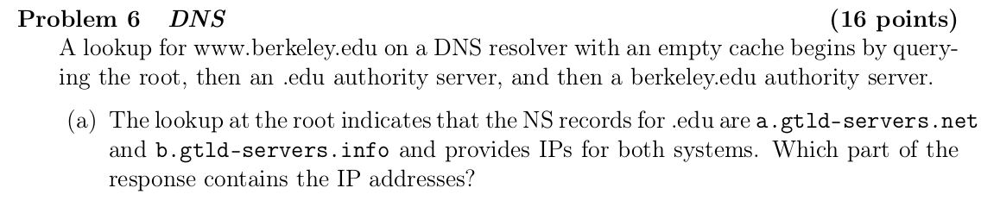 Problem 6 DNS (16 points)
A lookup for www.berkeley.edu on a DNS resolver with an empty cache begins by query-
ing the root, then an .edu authority server, and then a berkeley.edu authority server.
(a) The lookup at the root indicates that the NS records for .edu are a.gtld-servers.net
and b.gtld-servers.info and provides IPs for both systems. Which part of the
response contains the IP addresses?